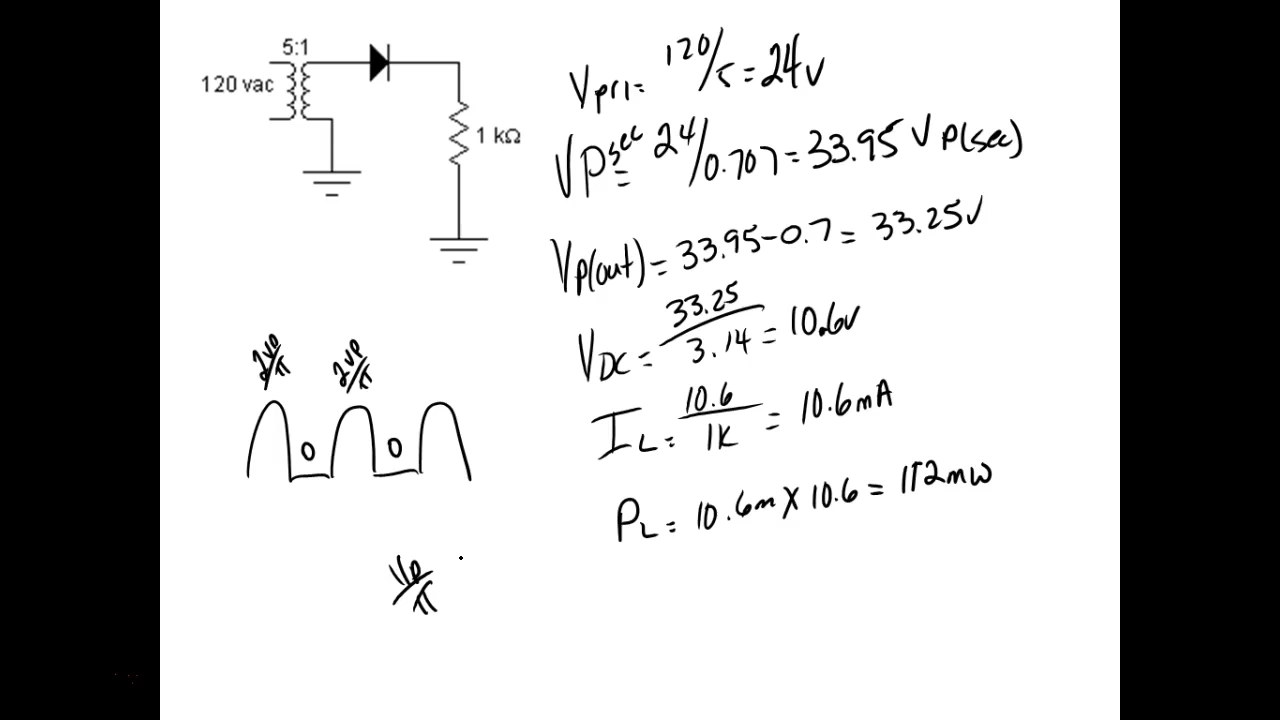 5:1
120 vac
1 kΩ
Vpri= 120/5 = 24V
VPsec = 24/0.707 = 33.95 VP(sec)
VP(out) = 33.95-0.7 = 33.25V
VDC = 33.25/3.14 = 10.6V
IL = 10.6/1K = 10.6mA
PL = 10.6m x 10.6 = 112mW
2VP/π 2VP/π
0 0
VP/π